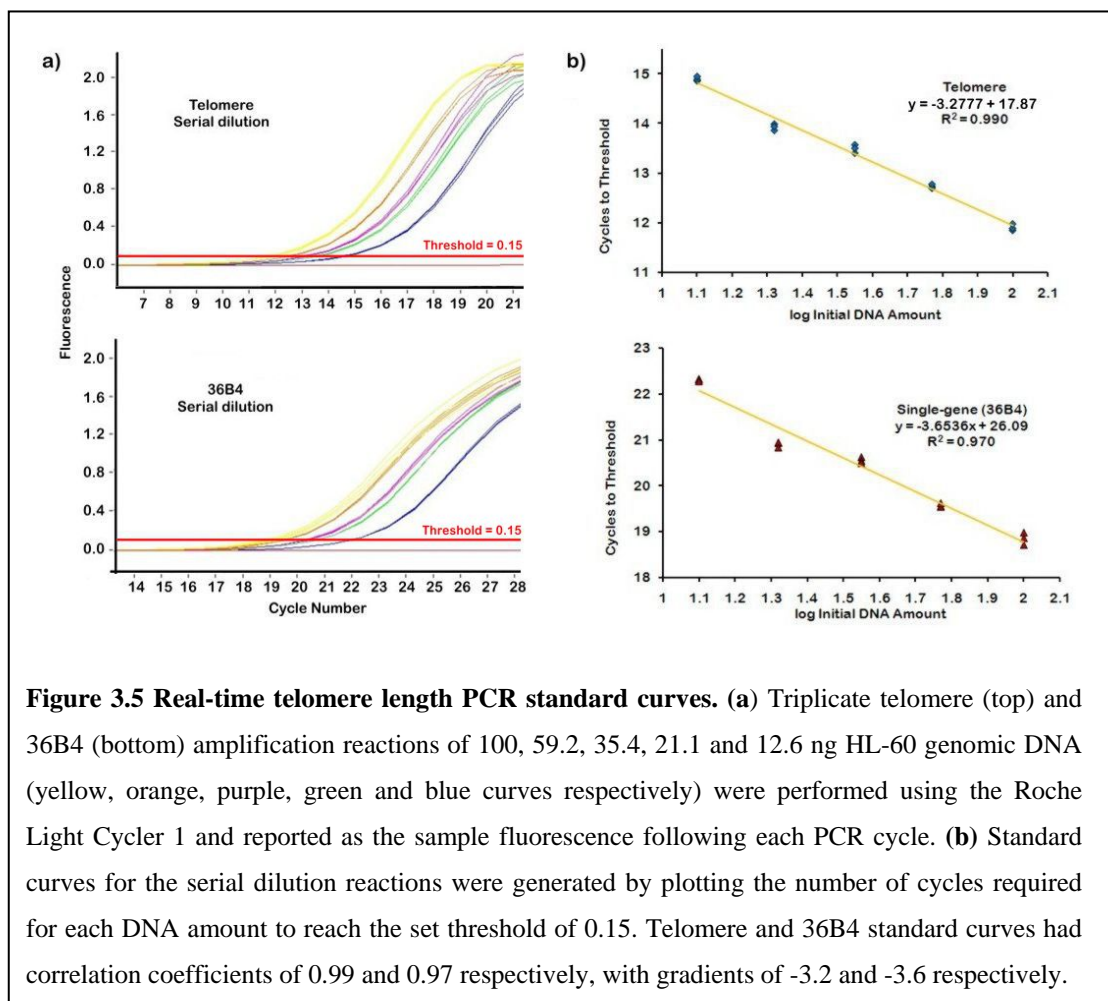 a)
Telomere
Serial dilution
Threshold = 0.15
2.0
1.6
1.2
0.8
0.4
0.0
7 8 9 10 11 12 13 14 15 16 17 18 19 20 21
Fluorescence
36B4
Serial dilution
Threshold = 0.15
2.0
1.6
1.2
0.8
0.4
0.0
14 15 16 17 18 19 20 21 22 23 24 25 26 27 28
Cycle Number
b)
Telomere
y = -3.2777 + 17.87
R² = 0.990
Cycles to Threshold
15
14
13
12
11
1 1.1 1.2 1.3 1.4 1.5 1.6 1.7 1.8 1.9 2 2.1
log Initial DNA Amount
Single-gene (36B4)
y = -3.6536x + 26.09
R² = 0.970
Cycles to Threshold
23
22
21
20
19
18
1 1.1 1.2 1.3 1.4 1.5 1.6 1.7 1.8 1.9 2 2.1
log Initial DNA Amount
Figure 3.5 Real-time telomere length PCR standard curves. (a) Triplicate telomere (top) and
36B4 (bottom) amplification reactions of 100, 59.2, 35.4, 21.1 and 12.6 ng HL-60 genomic DNA
(yellow, orange, purple, green and blue curves respectively) were performed using the Roche
Light Cycler 1 and reported as the sample fluorescence following each PCR cycle. (b) Standard
curves for the serial dilution reactions were generated by plotting the number of cycles required
for each DNA amount to reach the set threshold of 0.15. Telomere and 36B4 standard curves had
correlation coefficients of 0.99 and 0.97 respectively, with gradients of -3.2 and -3.6 respectively.